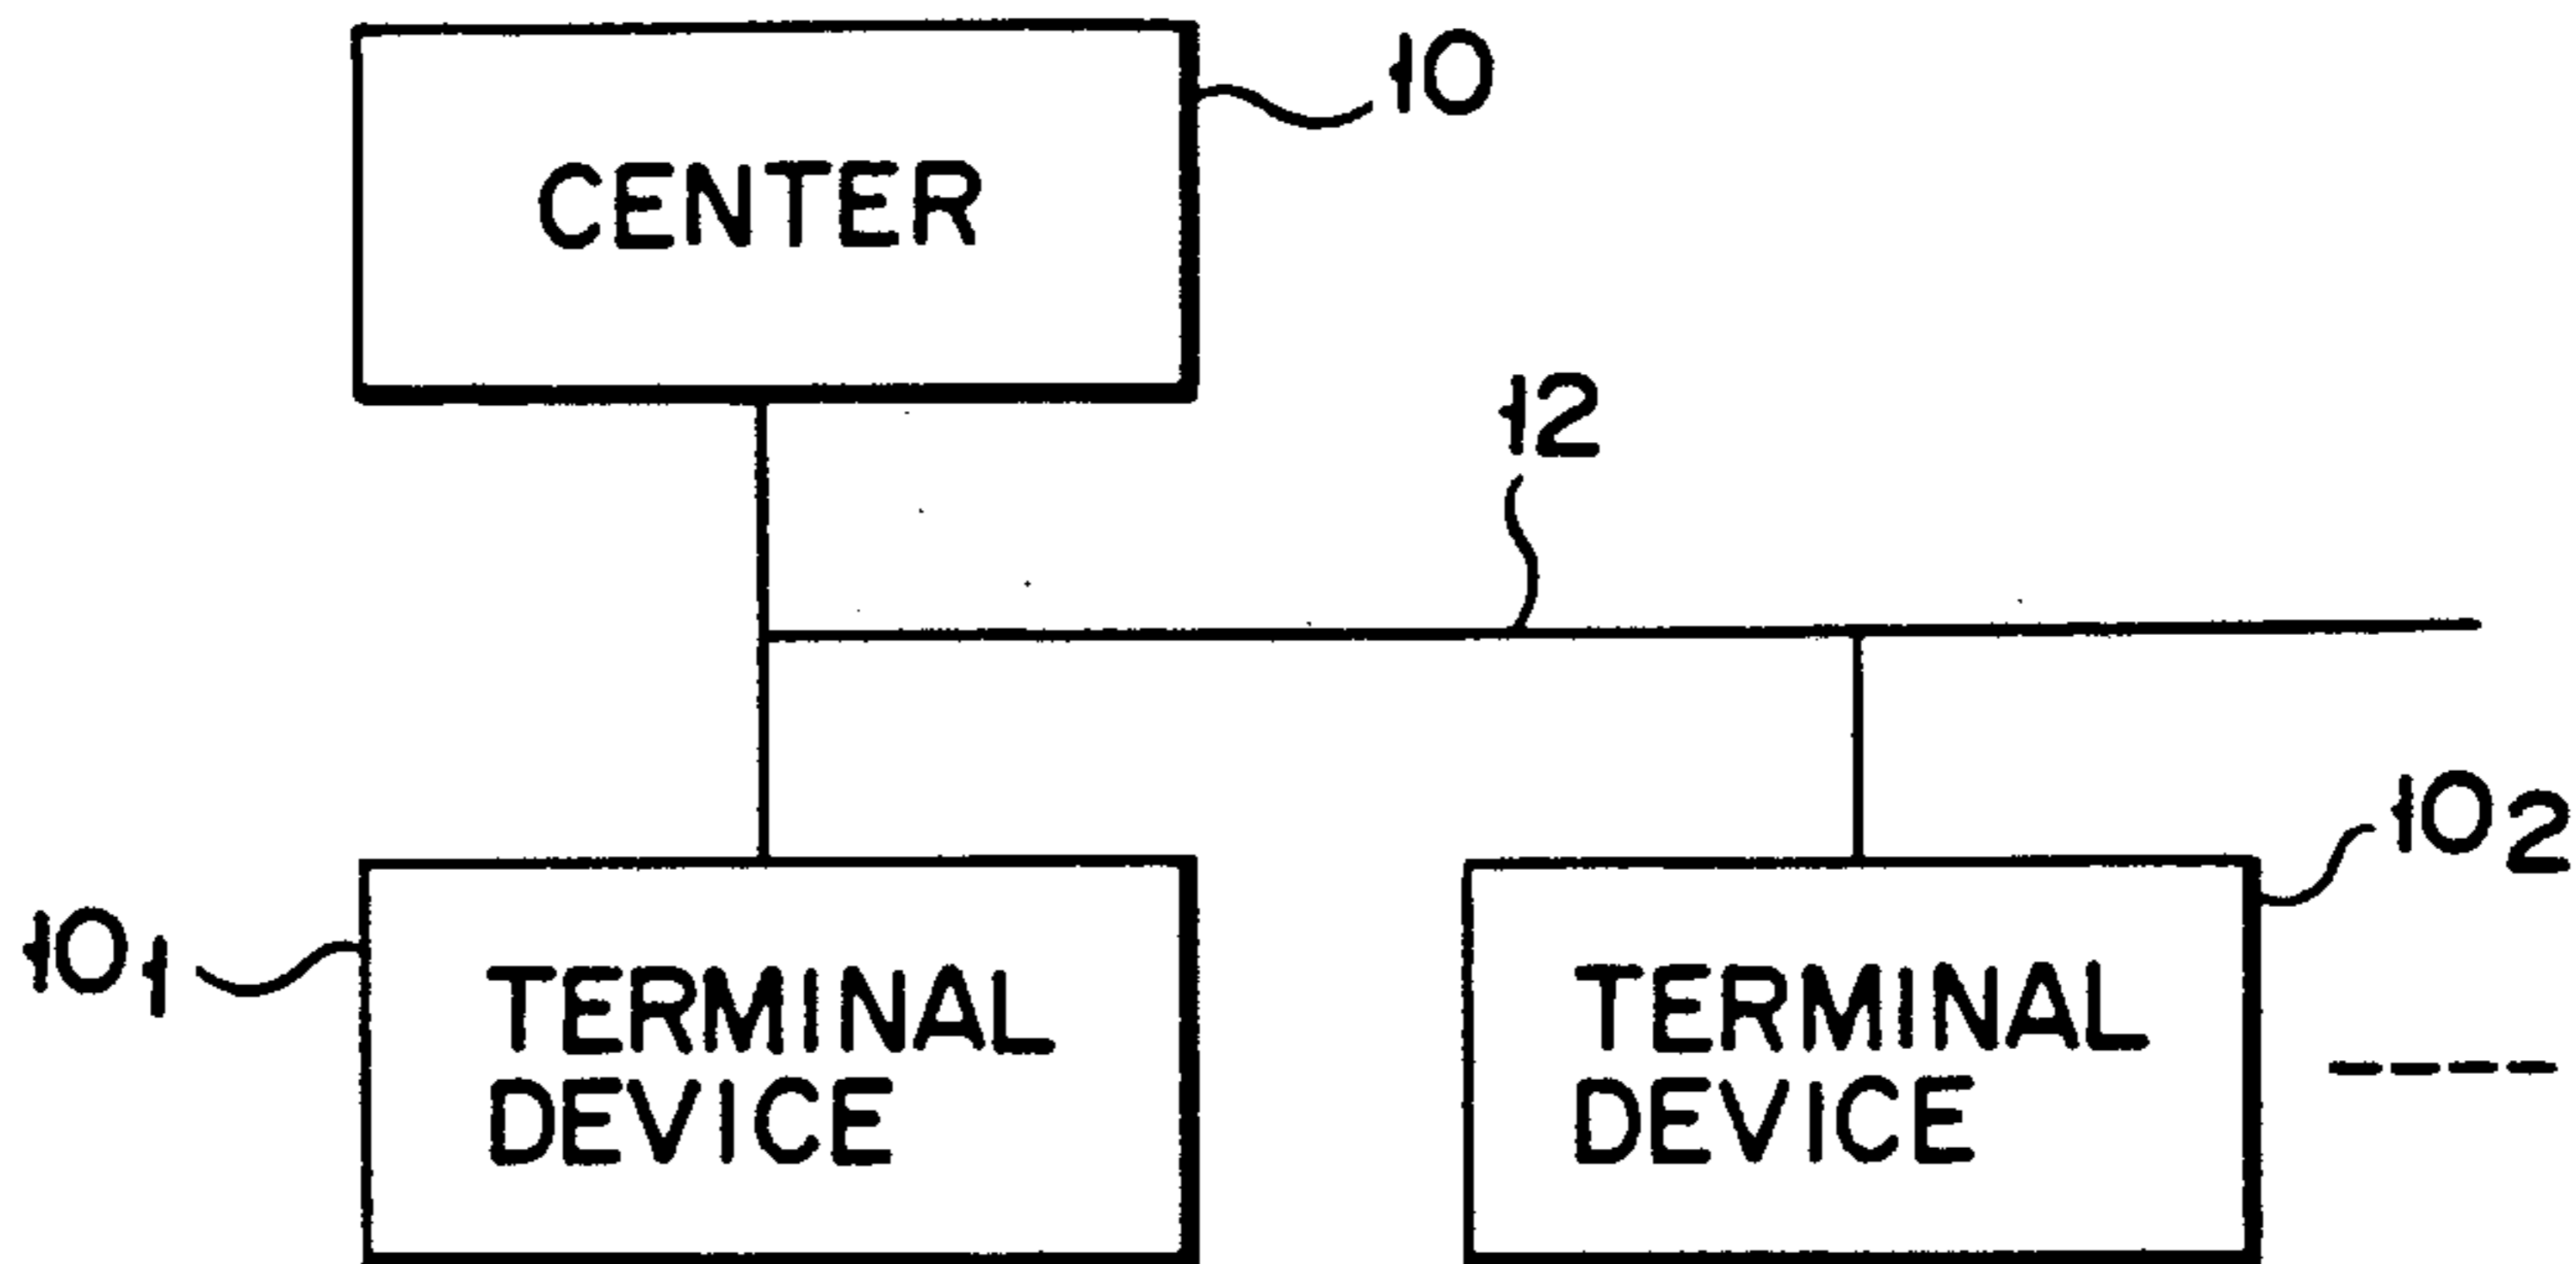 CENTER
10
12
10₁
TERMINAL
DEVICE
10₂
TERMINAL
DEVICE